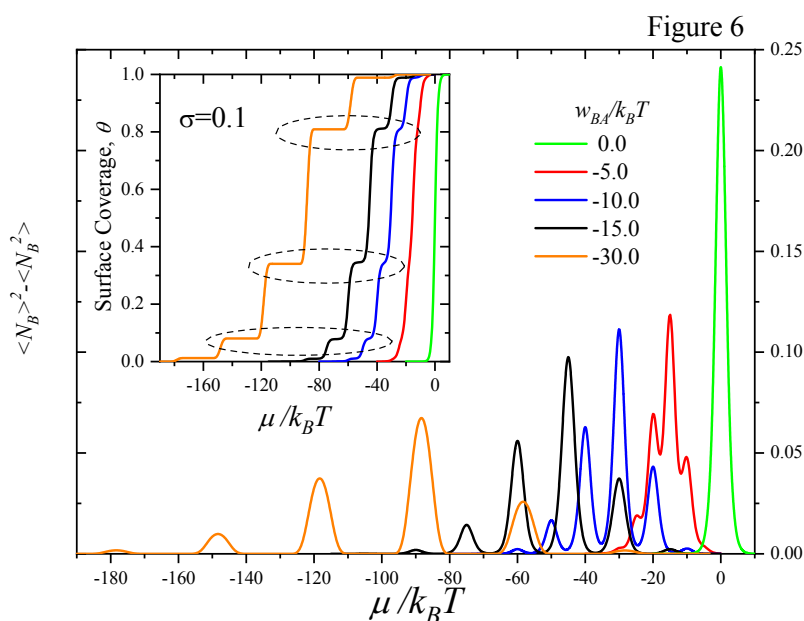 Figure 6
<N_B>^2-<N_B^2>
0.25
0.20
0.15
0.10
0.05
0.00
-180 -160 -140 -120 -100 -80 -60 -40 -20 0
μ/k_BT
w_BA/k_BT
0.0
-5.0
-10.0
-15.0
-30.0
σ=0.1
Surface Coverage, θ
1.0
0.8
0.6
0.4
0.2
0.0
-160 -120 -80 -40 0
μ/k_BT